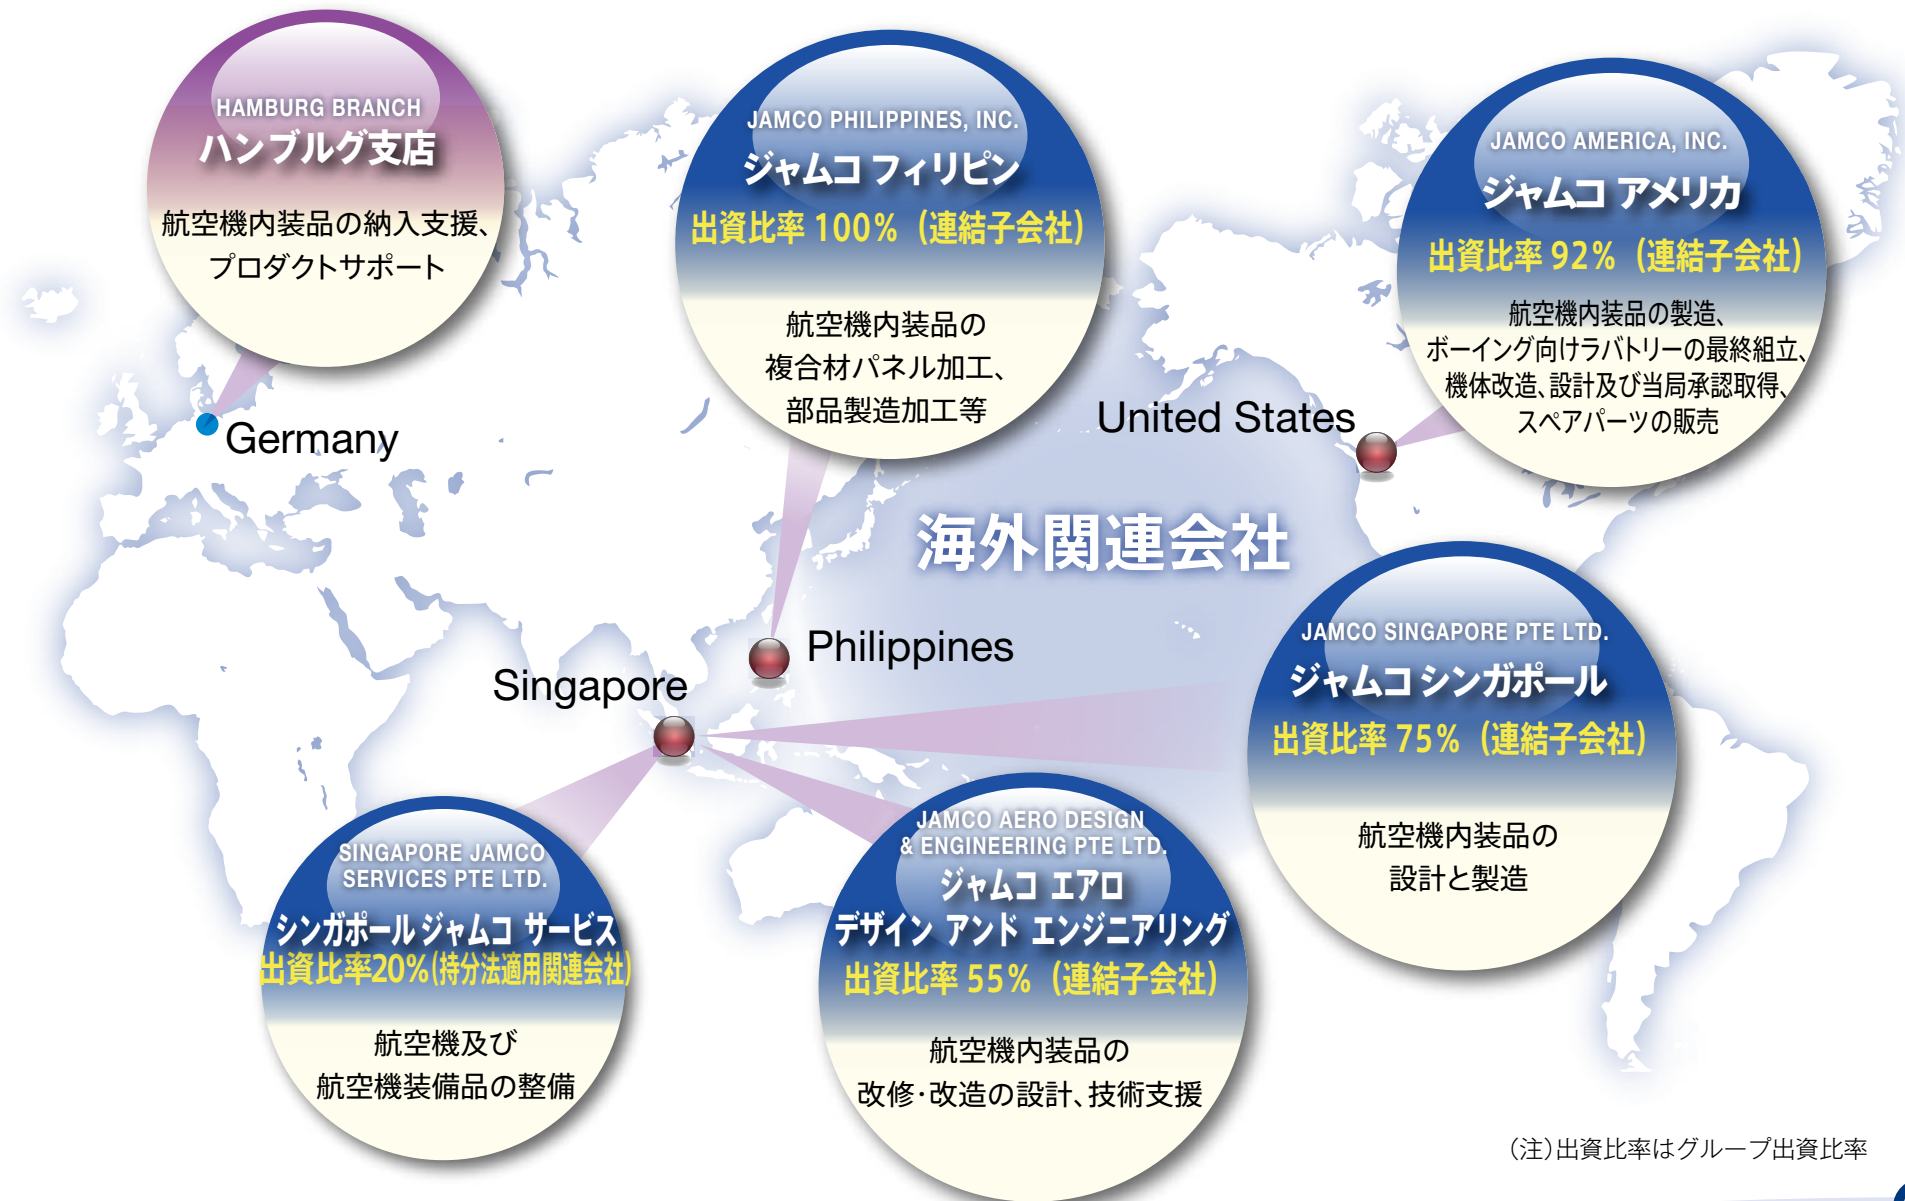 HAMBURG BRANCH
ハンブルグ支店
航空機内装品の納入支援、
プロダクトサポート
JAMCO PHILIPPINES, INC.
ジャムコ フィリピン
出資比率 100%（連結子会社）
航空機内装品の
複合材パネル加工、
部品製造加工等
JAMCO AMERICA, INC.
ジャムコ アメリカ
出資比率 92%（連結子会社）
航空機内装品の製造、
ボーイング向けラバトリーの最終組立、
機体改造、設計及び当局承認取得、
スペアパーツの販売
Germany
United States
海外関連会社
Philippines
Singapore
JAMCO SINGAPORE PTE LTD.
ジャムコ シンガポール
出資比率 75%（連結子会社）
航空機内装品の
設計と製造
SINGAPORE JAMCO
SERVICES PTE LTD.
シンガポール ジャムコ サービス
出資比率20%(持分法適用関連会社)
航空機及び
航空機装備品の整備
JAMCO AERO DESIGN
& ENGINEERING PTE LTD.
ジャムコ エアロ
デザイン アンド エンジニアリング
出資比率 55%（連結子会社）
航空機内装品の
改修・改造の設計、技術支援
（注）出資比率はグループ出資比率